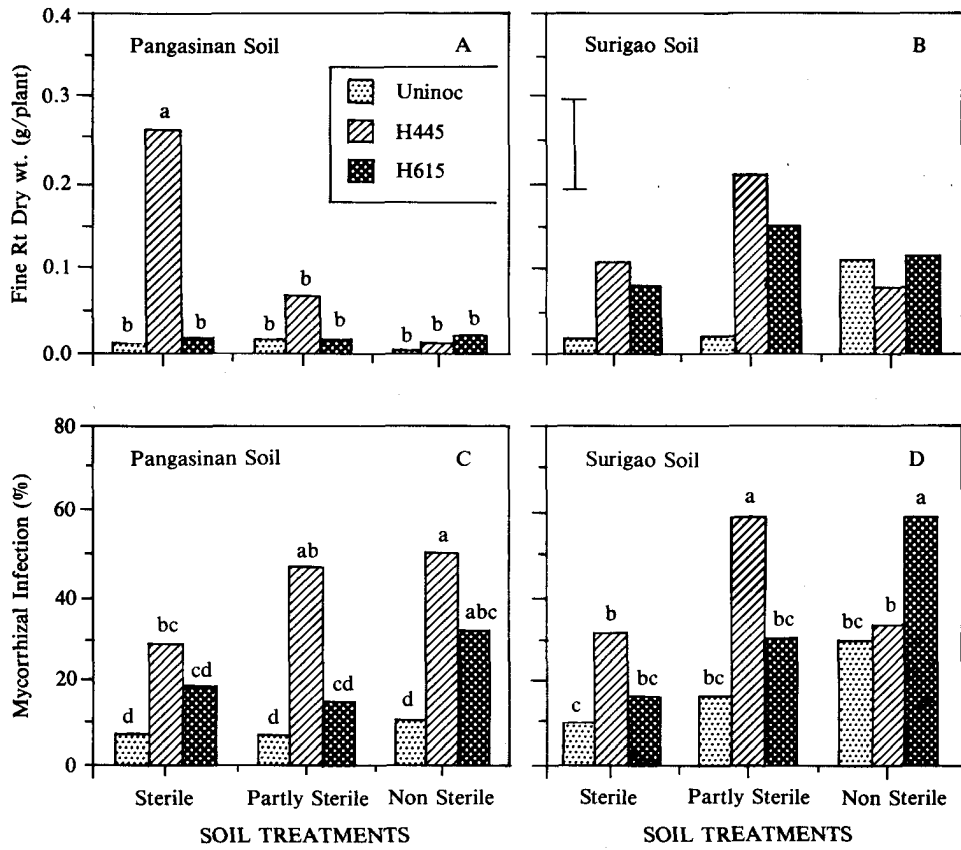 Fine Rt Dry wt. (g/plant)
0.4
0.3
0.2
0.1
0.0
Pangasinan Soil A
Uninoc
H445
H615
b a b b b b b b b
Surigao Soil B
Mycorrhizal Infection (%)
80
60
40
20
0
Pangasinan Soil C
d bc cd d ab cd d a abc
Sterile Partly Sterile Non Sterile
SOIL TREATMENTS
Surigao Soil D
c b bc bc a bc bc b a
Sterile Partly Sterile Non Sterile
SOIL TREATMENTS